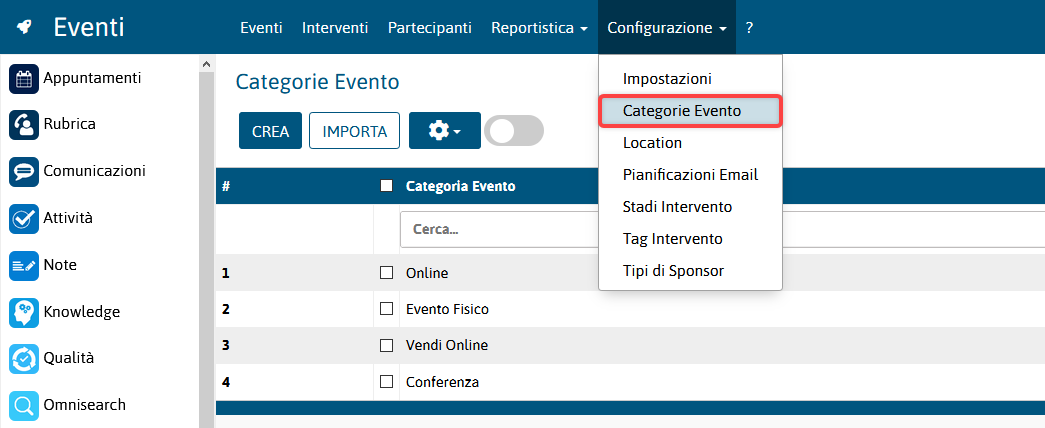 Eventi
Eventi Interventi Partecipanti Reportistica Configurazione ?
Appuntamenti
Rubrica
Comunicazioni
Attività
Note
Knowledge
Qualità
Omnisearch
Categorie Evento
CREA IMPORTA
Impostazioni
Categorie Evento
Location
Pianificazioni Email
Stadi Intervento
Tag Intervento
Tipi di Sponsor
# Categoria Evento
Cerca...
1 Online
2 Evento Fisico
3 Vendi Online
4 Conferenza